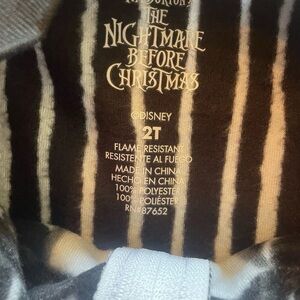 THE
NIGHTMARE
BEFORE
CHRISTMAS
©DISNEY
2T
FLAME RESISTANT
RESISTENTE AL FUEGO
MADE IN CHINA
HECHO EN CHINA
100% POLYESTER
100% POLIÉSTER
RN#87652